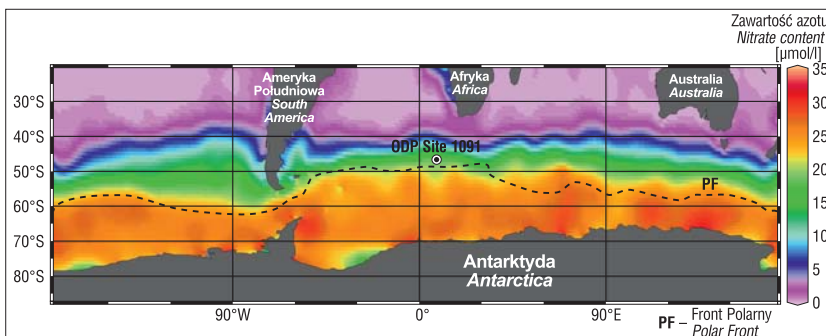 Zawartość azotu
Nitrate content
[µmol/l]
Ameryka
Południowa
South
America
Afryka
Africa
Australia
Australia
35
30
25
20
15
10
5
0
30°S
40°S
50°S
60°S
70°S
80°S
ODP Site 1091
PF
Antarktyda
Antarctica
90°W
0°
90°E
PF – Front Polarny
Polar Front